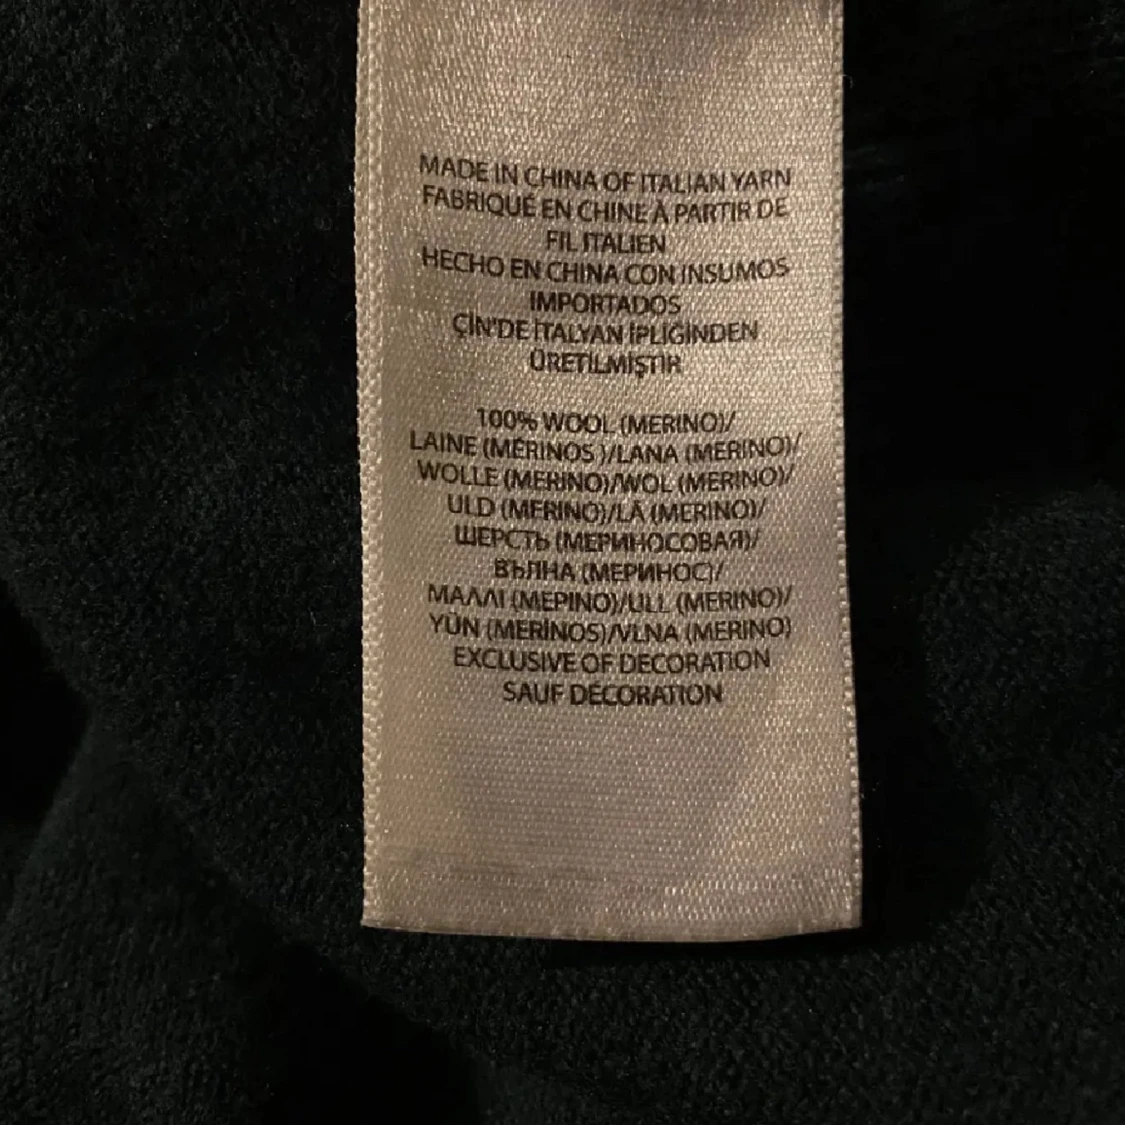 MADE IN CHINA OF ITALIAN YARN
FABRIQUÉ EN CHINE À PARTIR DE
FIL ITALIEN
HECHO EN CHINA CON INSUMOS
IMPORTADOS
ÇİN'DE İTALYAN İPLİĞİNDEN
ÜRETİLMİŞTİR
100% WOOL (MERINO)/
LAINE (MÉRINOS )/LANA (MERINO)/
WOLLE (MERINO)/WOL (MERINO)/
ULD (MERINO)/LÃ (MERINO)/
ШЕРСТЬ (МЕРИНОСОВАЯ)/
ВЪЛНА (МЕРИНОС)/
ΜΑΛΛΙ (ΜΕΡΙΝΟ)/ULL (MERINO)/
YÜN (MERİNOS)/VLNA (MERINO)
EXCLUSIVE OF DECORATION
SAUF DÉCORATION